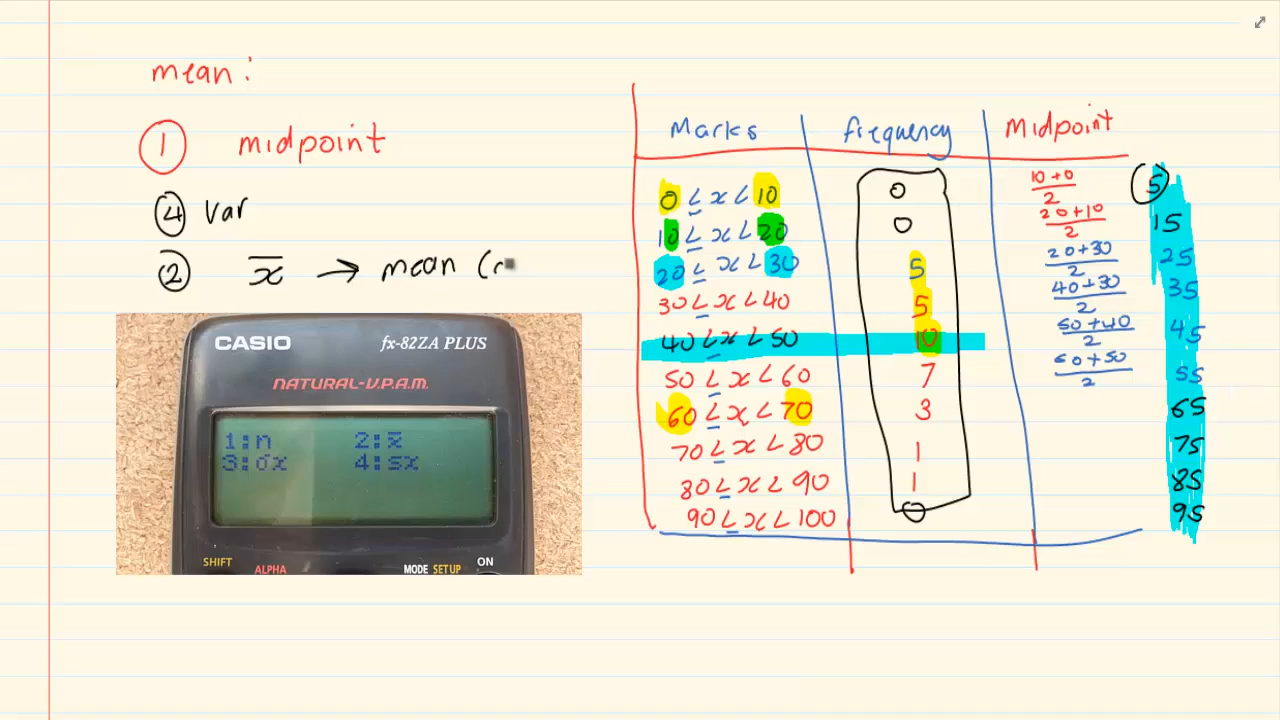 mean:
① midpoint
④ Var
② x̄ → mean (
CASIO fx-82ZA PLUS
NATURAL-V.P.A.M.
1:n 2:x̄
3:σx 4:sx
SHIFT ALPHA MODE SETUP ON
Marks frequency Midpoint
0 ≤ x < 10 0 10+0/2 5
10 ≤ x < 20 0 20+10/2 15
20 ≤ x < 30 5 20+30/2 25
30 ≤ x < 40 5 40+30/2 35
40 ≤ x < 50 10 50+40/2 45
50 ≤ x < 60 7 60+50/2 55
60 ≤ x < 70 3 65
70 ≤ x < 80 1 75
80 ≤ x < 90 1 85
90 ≤ x < 100 0 95